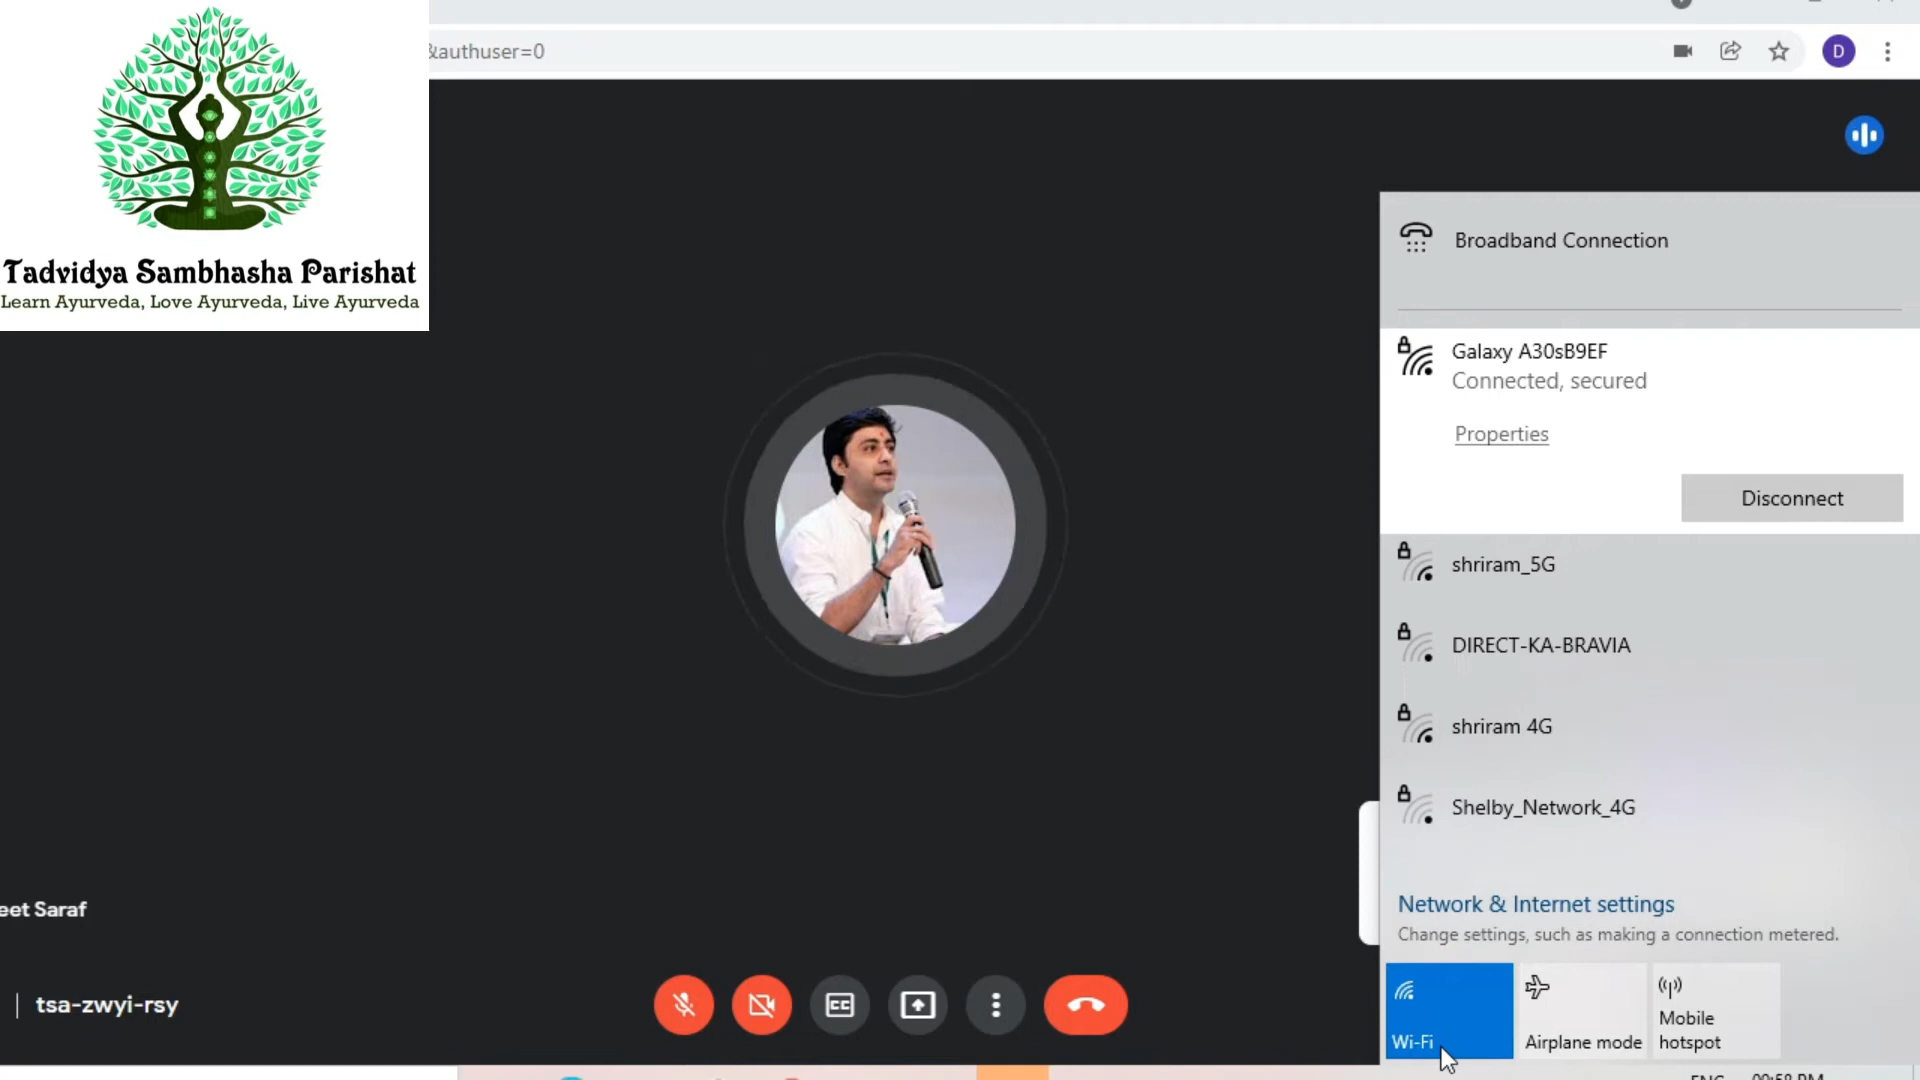 Tadvidya Sambhasha Parishat
Learn Ayurveda, Love Ayurveda, Live Ayurveda
&authuser=0
D
Broadband Connection
Galaxy A30sB9EF
Connected, secured
Properties
Disconnect
shriram_5G
DIRECT-KA-BRAVIA
shriram 4G
Shelby_Network_4G
Network & Internet settings
Change settings, such as making a connection metered.
Wi-Fi
Airplane mode
Mobile
hotspot
eet Saraf
tsa-zwyi-rsy
CC